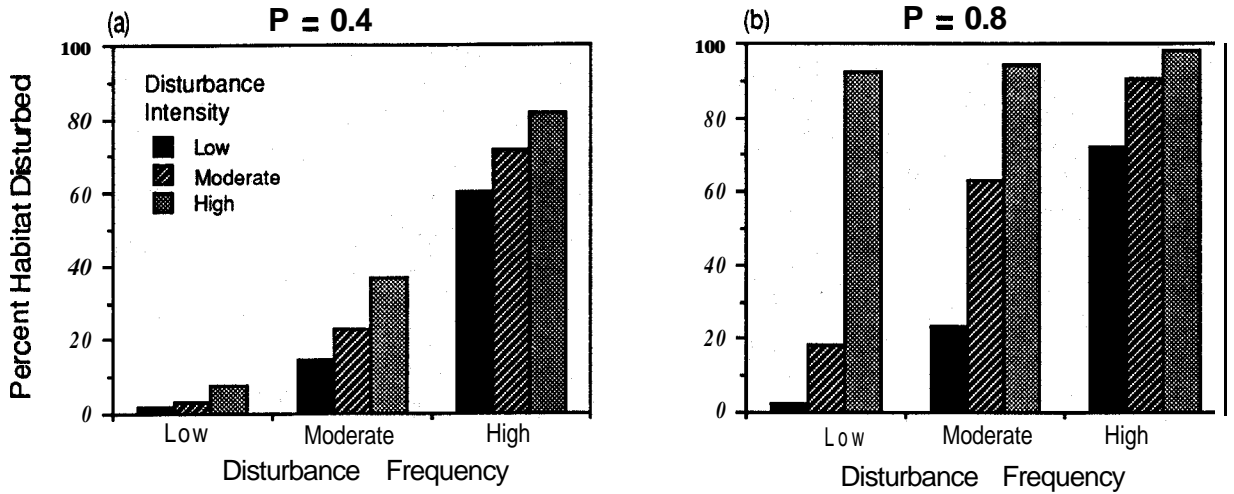 (a)
P = 0.4
Percent Habitat Disturbed
100
80
60
40
20
0
Disturbance
Intensity
Low
Moderate
High
Low
Moderate
High
Disturbance Frequency
(b)
P = 0.8
100
80
60
40
20
0
Low
Moderate
High
Disturbance Frequency